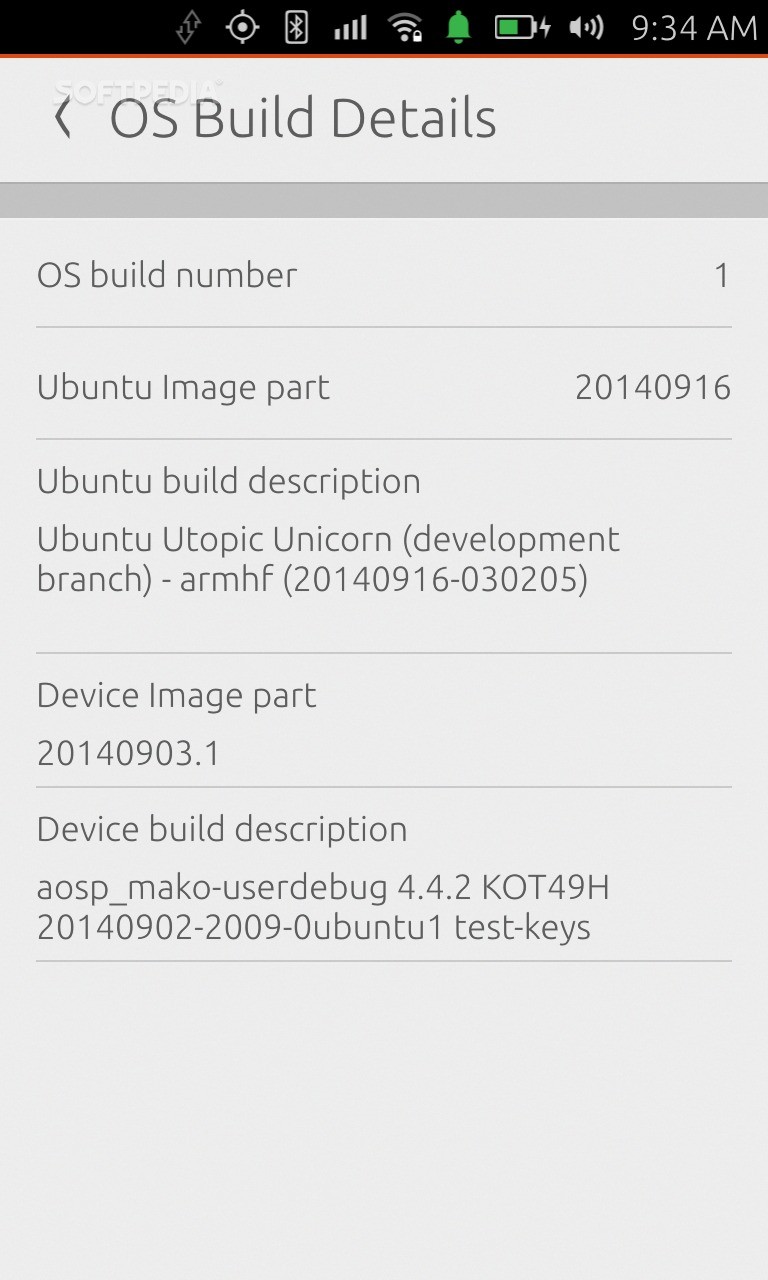 9:34 AM
SOFTPEDIA
OS Build Details
OS build number 1
Ubuntu Image part 20140916
Ubuntu build description
Ubuntu Utopic Unicorn (development
branch) - armhf (20140916-030205)
Device Image part
20140903.1
Device build description
aosp_mako-userdebug 4.4.2 KOT49H
20140902-2009-0ubuntu1 test-keys